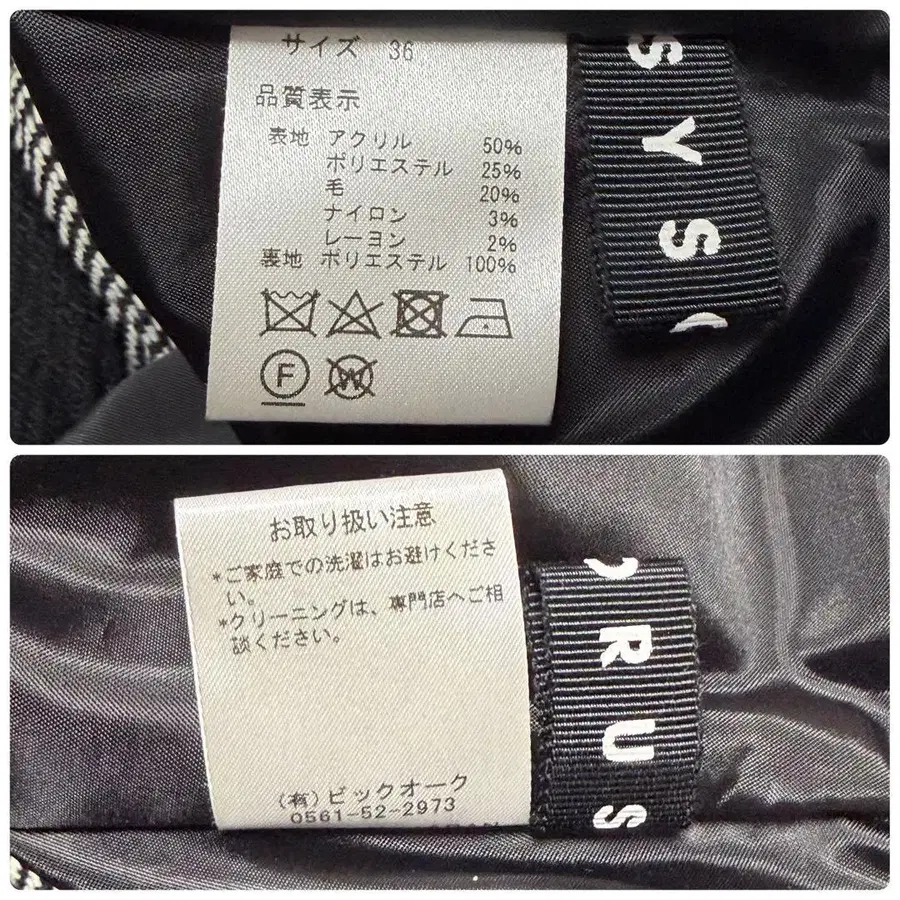 サイズ 36
品質表示
表地 アクリル 50%
ポリエステル 25%
毛 20%
ナイロン 3%
レーヨン 2%
裏地 ポリエステル 100%
F
W
S Y S
お取り扱い注意
*ご家庭での洗濯はお避けくださ
い。
*クリーニングは、専門店へご相
談ください。
(有)ビックオーク
0561-52-2973
R U S